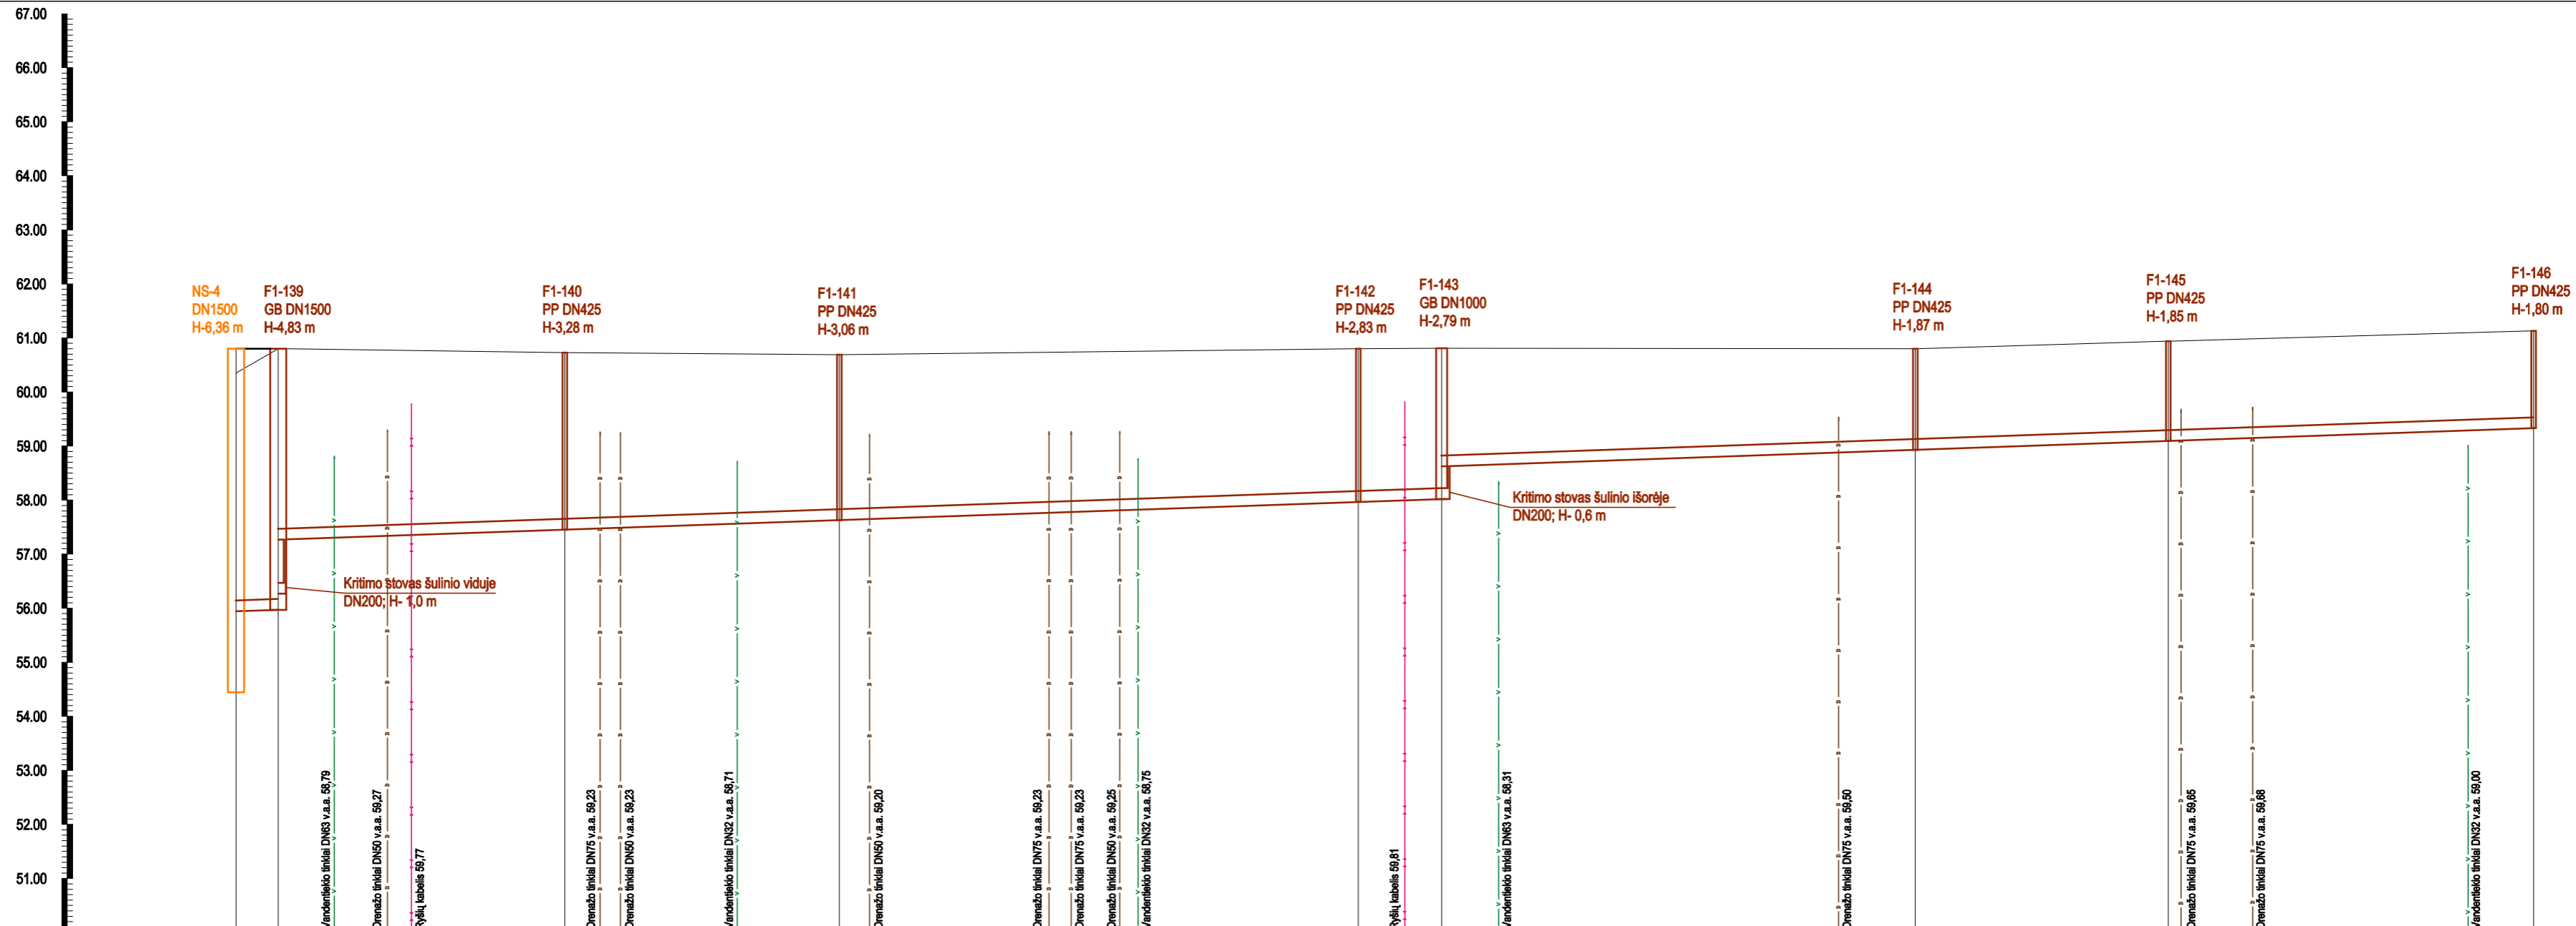 67.00
66.00
65.00
64.00
63.00
62.00
61.00
60.00
59.00
58.00
57.00
56.00
55.00
54.00
53.00
52.00
51.00
NS-4
DN1500
H-6,36 m
F1-139
GB DN1500
H-4,83 m
F1-140
PP DN425
H-3,28 m
F1-141
PP DN425
H-3,06 m
F1-142
PP DN425
H-2,83 m
F1-143
GB DN1000
H-2,79 m
F1-144
PP DN425
H-1,87 m
F1-145
PP DN425
H-1,85 m
F1-146
PP DN425
H-1,80 m
Kritimo stovas šulinio viduje
DN200; H- 1,0 m
Kritimo stovas šulinio išorėje
DN200; H- 0,6 m
Vandentiekio tinklai DN63 v.a.a. 58,79
Drenažo tinklai DN50 v.a.a. 59,27
Ryšių kabelis 59,77
Drenažo tinklai DN75 v.a.a. 59,23
Drenažo tinklai DN50 v.a.a. 59,23
Vandentiekio tinklai DN32 v.a.a. 58,71
Drenažo tinklai DN50 v.a.a. 59,20
Drenažo tinklai DN75 v.a.a. 59,23
Drenažo tinklai DN75 v.a.a. 59,23
Drenažo tinklai DN50 v.a.a. 59,25
Vandentiekio tinklai DN32 v.a.a. 58,75
Ryšių kabelis 59,81
Vandentiekio tinklai DN63 v.a.a. 58,31
Drenažo tinklai DN75 v.a.a. 59,50
Drenažo tinklai DN75 v.a.a. 59,65
Drenažo tinklai DN75 v.a.a. 59,68
Vandentiekio tinklai DN32 v.a.a. 59,00